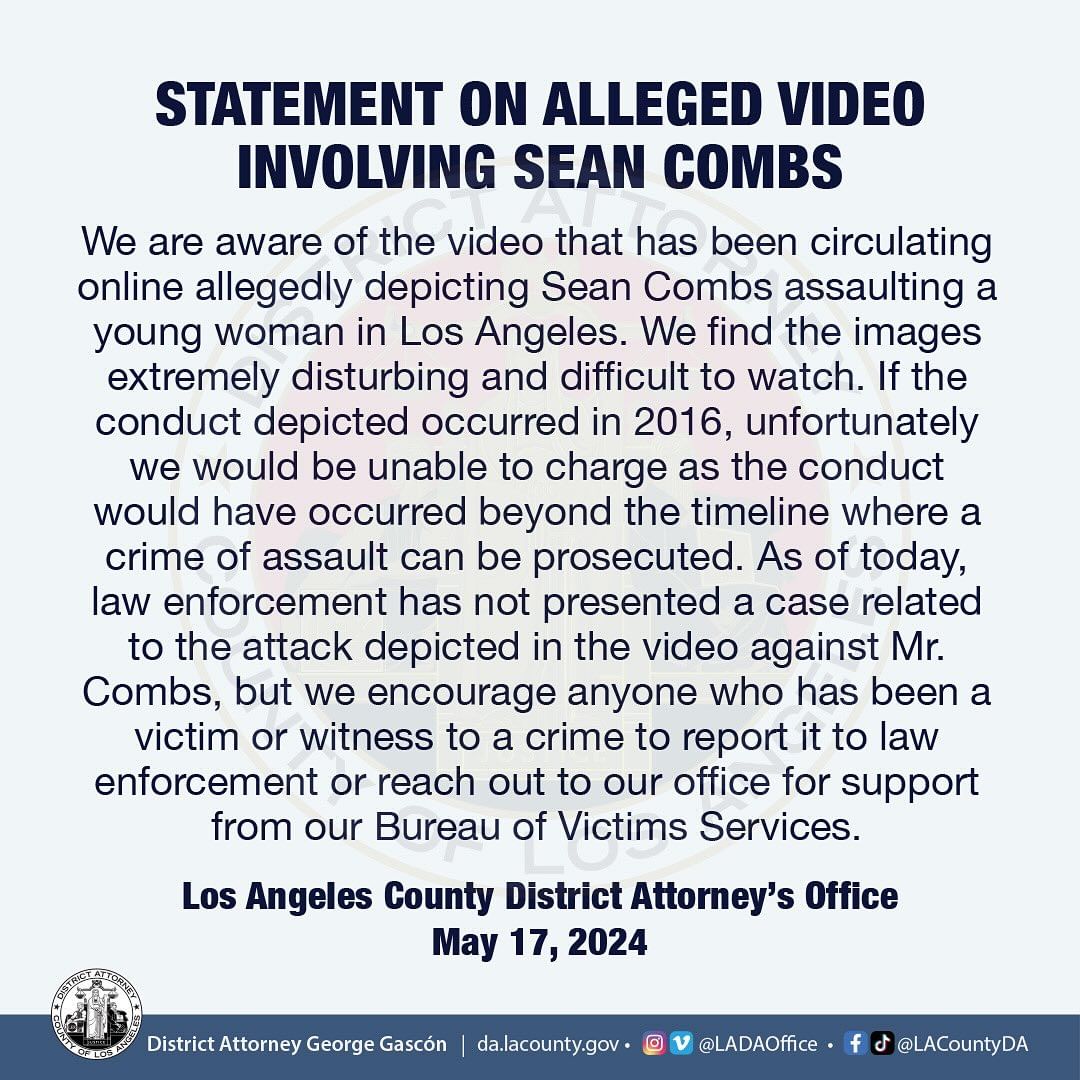 STATEMENT ON ALLEGED VIDEO
INVOLVING SEAN COMBS
We are aware of the video that has been circulating
online allegedly depicting Sean Combs assaulting a
young woman in Los Angeles. We find the images
extremely disturbing and difficult to watch. If the
conduct depicted occurred in 2016, unfortunately
we would be unable to charge as the conduct
would have occurred beyond the timeline where a
crime of assault can be prosecuted. As of today,
law enforcement has not presented a case related
to the attack depicted in the video against Mr.
Combs, but we encourage anyone who has been a
victim or witness to a crime to report it to law
enforcement or reach out to our office for support
from our Bureau of Victims Services.
Los Angeles County District Attorney’s Office
May 17, 2024
DISTRICT ATTORNEY
COUNTY OF LOS ANGELES
JUSTICE
DISTRICT ATTORNEY
COUNTY OF LOS ANGELES
District Attorney George Gascón | da.lacounty.gov • @LADAOffice • @LACountyDA